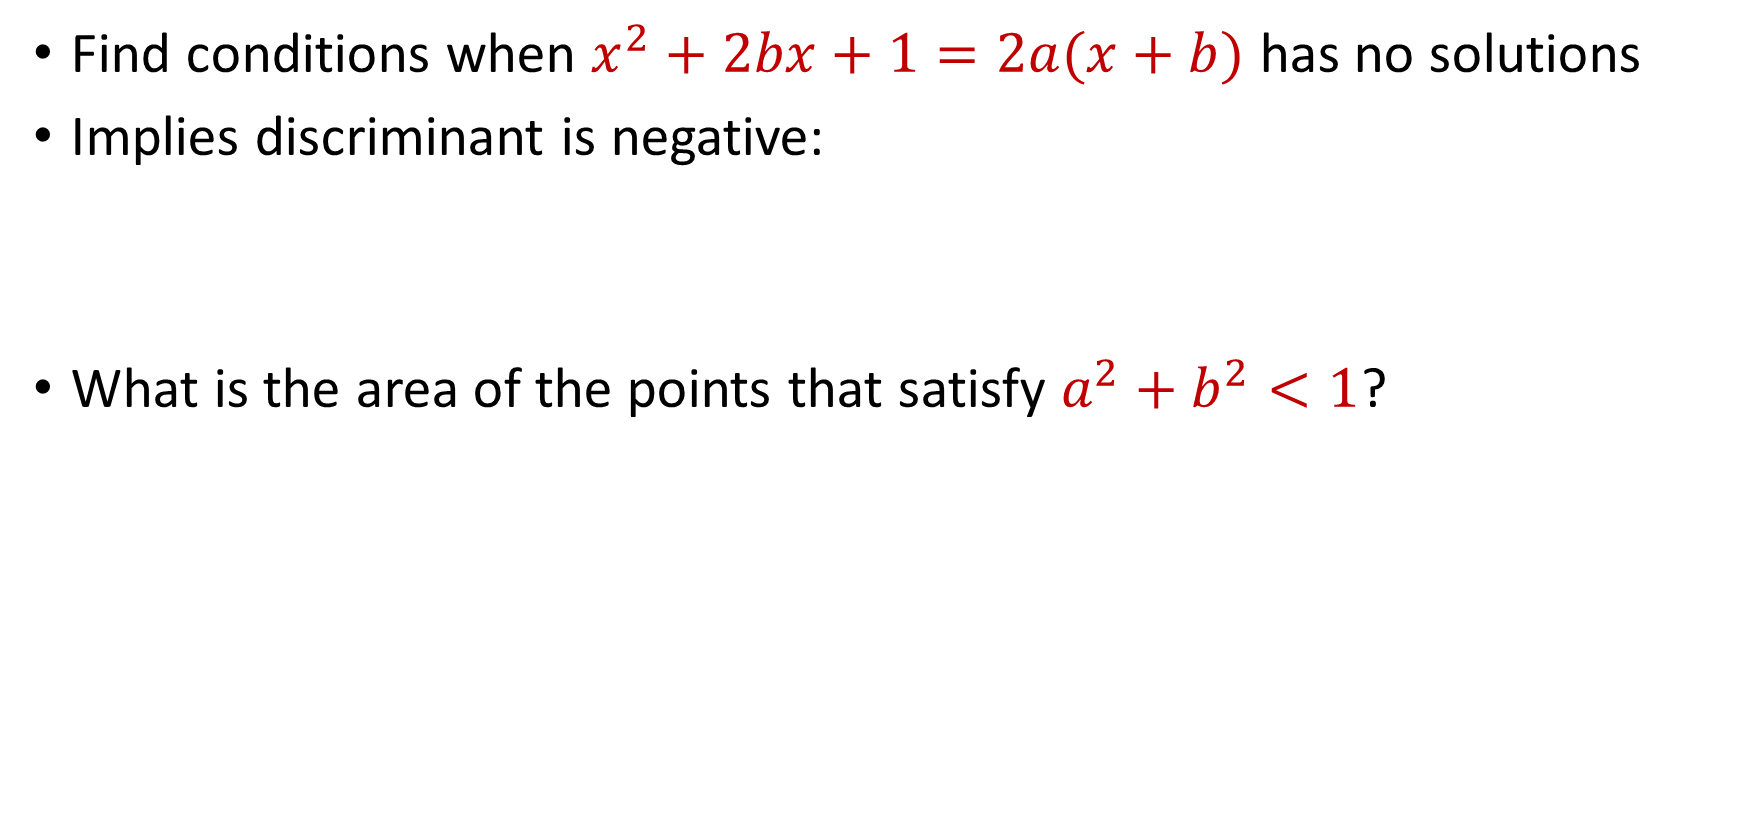 • Find conditions when x² + 2bx + 1 = 2a(x + b) has no solutions
• Implies discriminant is negative:
• What is the area of the points that satisfy a² + b² < 1?